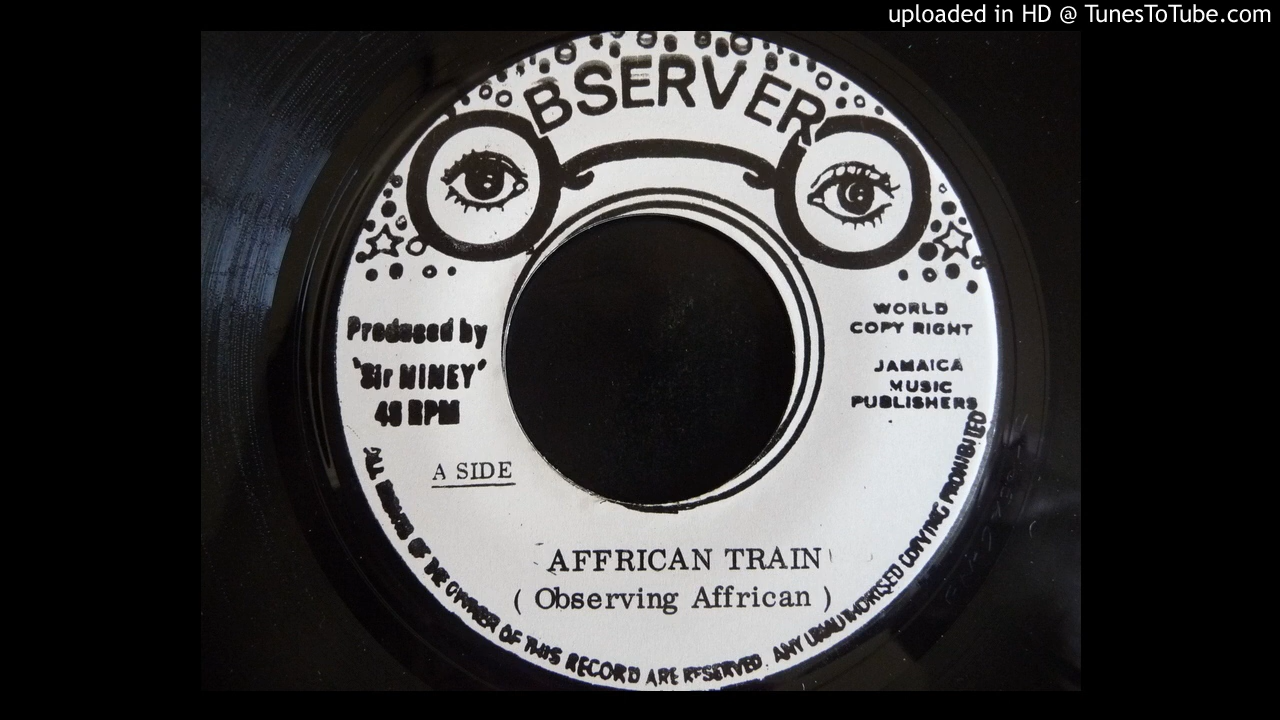 uploaded in HD @ TunesToTube.com
OBSERVER
Produced by
"Sir NINEY"
45 RPM
WORLD
COPY RIGHT
JAMAICA
MUSIC
PUBLISHERS
A SIDE
AFFRICAN TRAIN
( Observing Affrican )
ALL RIGHTS OF THE OWNER OF THIS RECORD ARE RESERVED. ANY UNAUTHORISED COPYING PROHIBITED